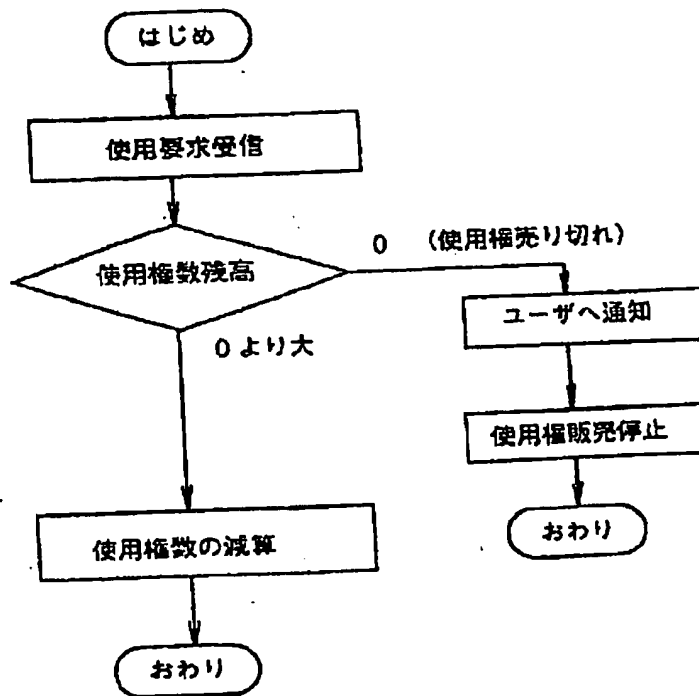 はじめ
使用要求受信
使用権数残高
0 (使用権売り切れ)
0より大
ユーザへ通知
使用権販売停止
おわり
使用権数の減算
おわり